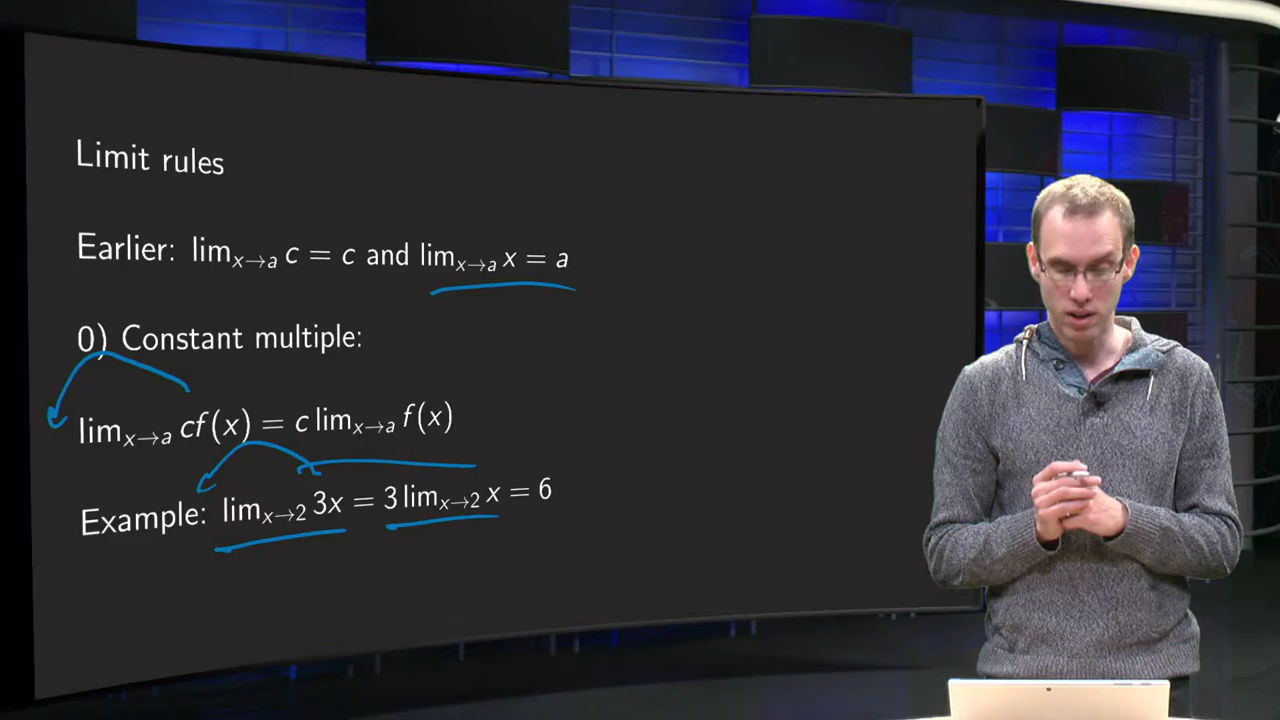 Limit rules
Earlier: lim_{x→a} c = c and lim_{x→a} x = a
0) Constant multiple:
lim_{x→a} cf(x) = c lim_{x→a} f(x)
Example: lim_{x→2} 3x = 3 lim_{x→2} x = 6